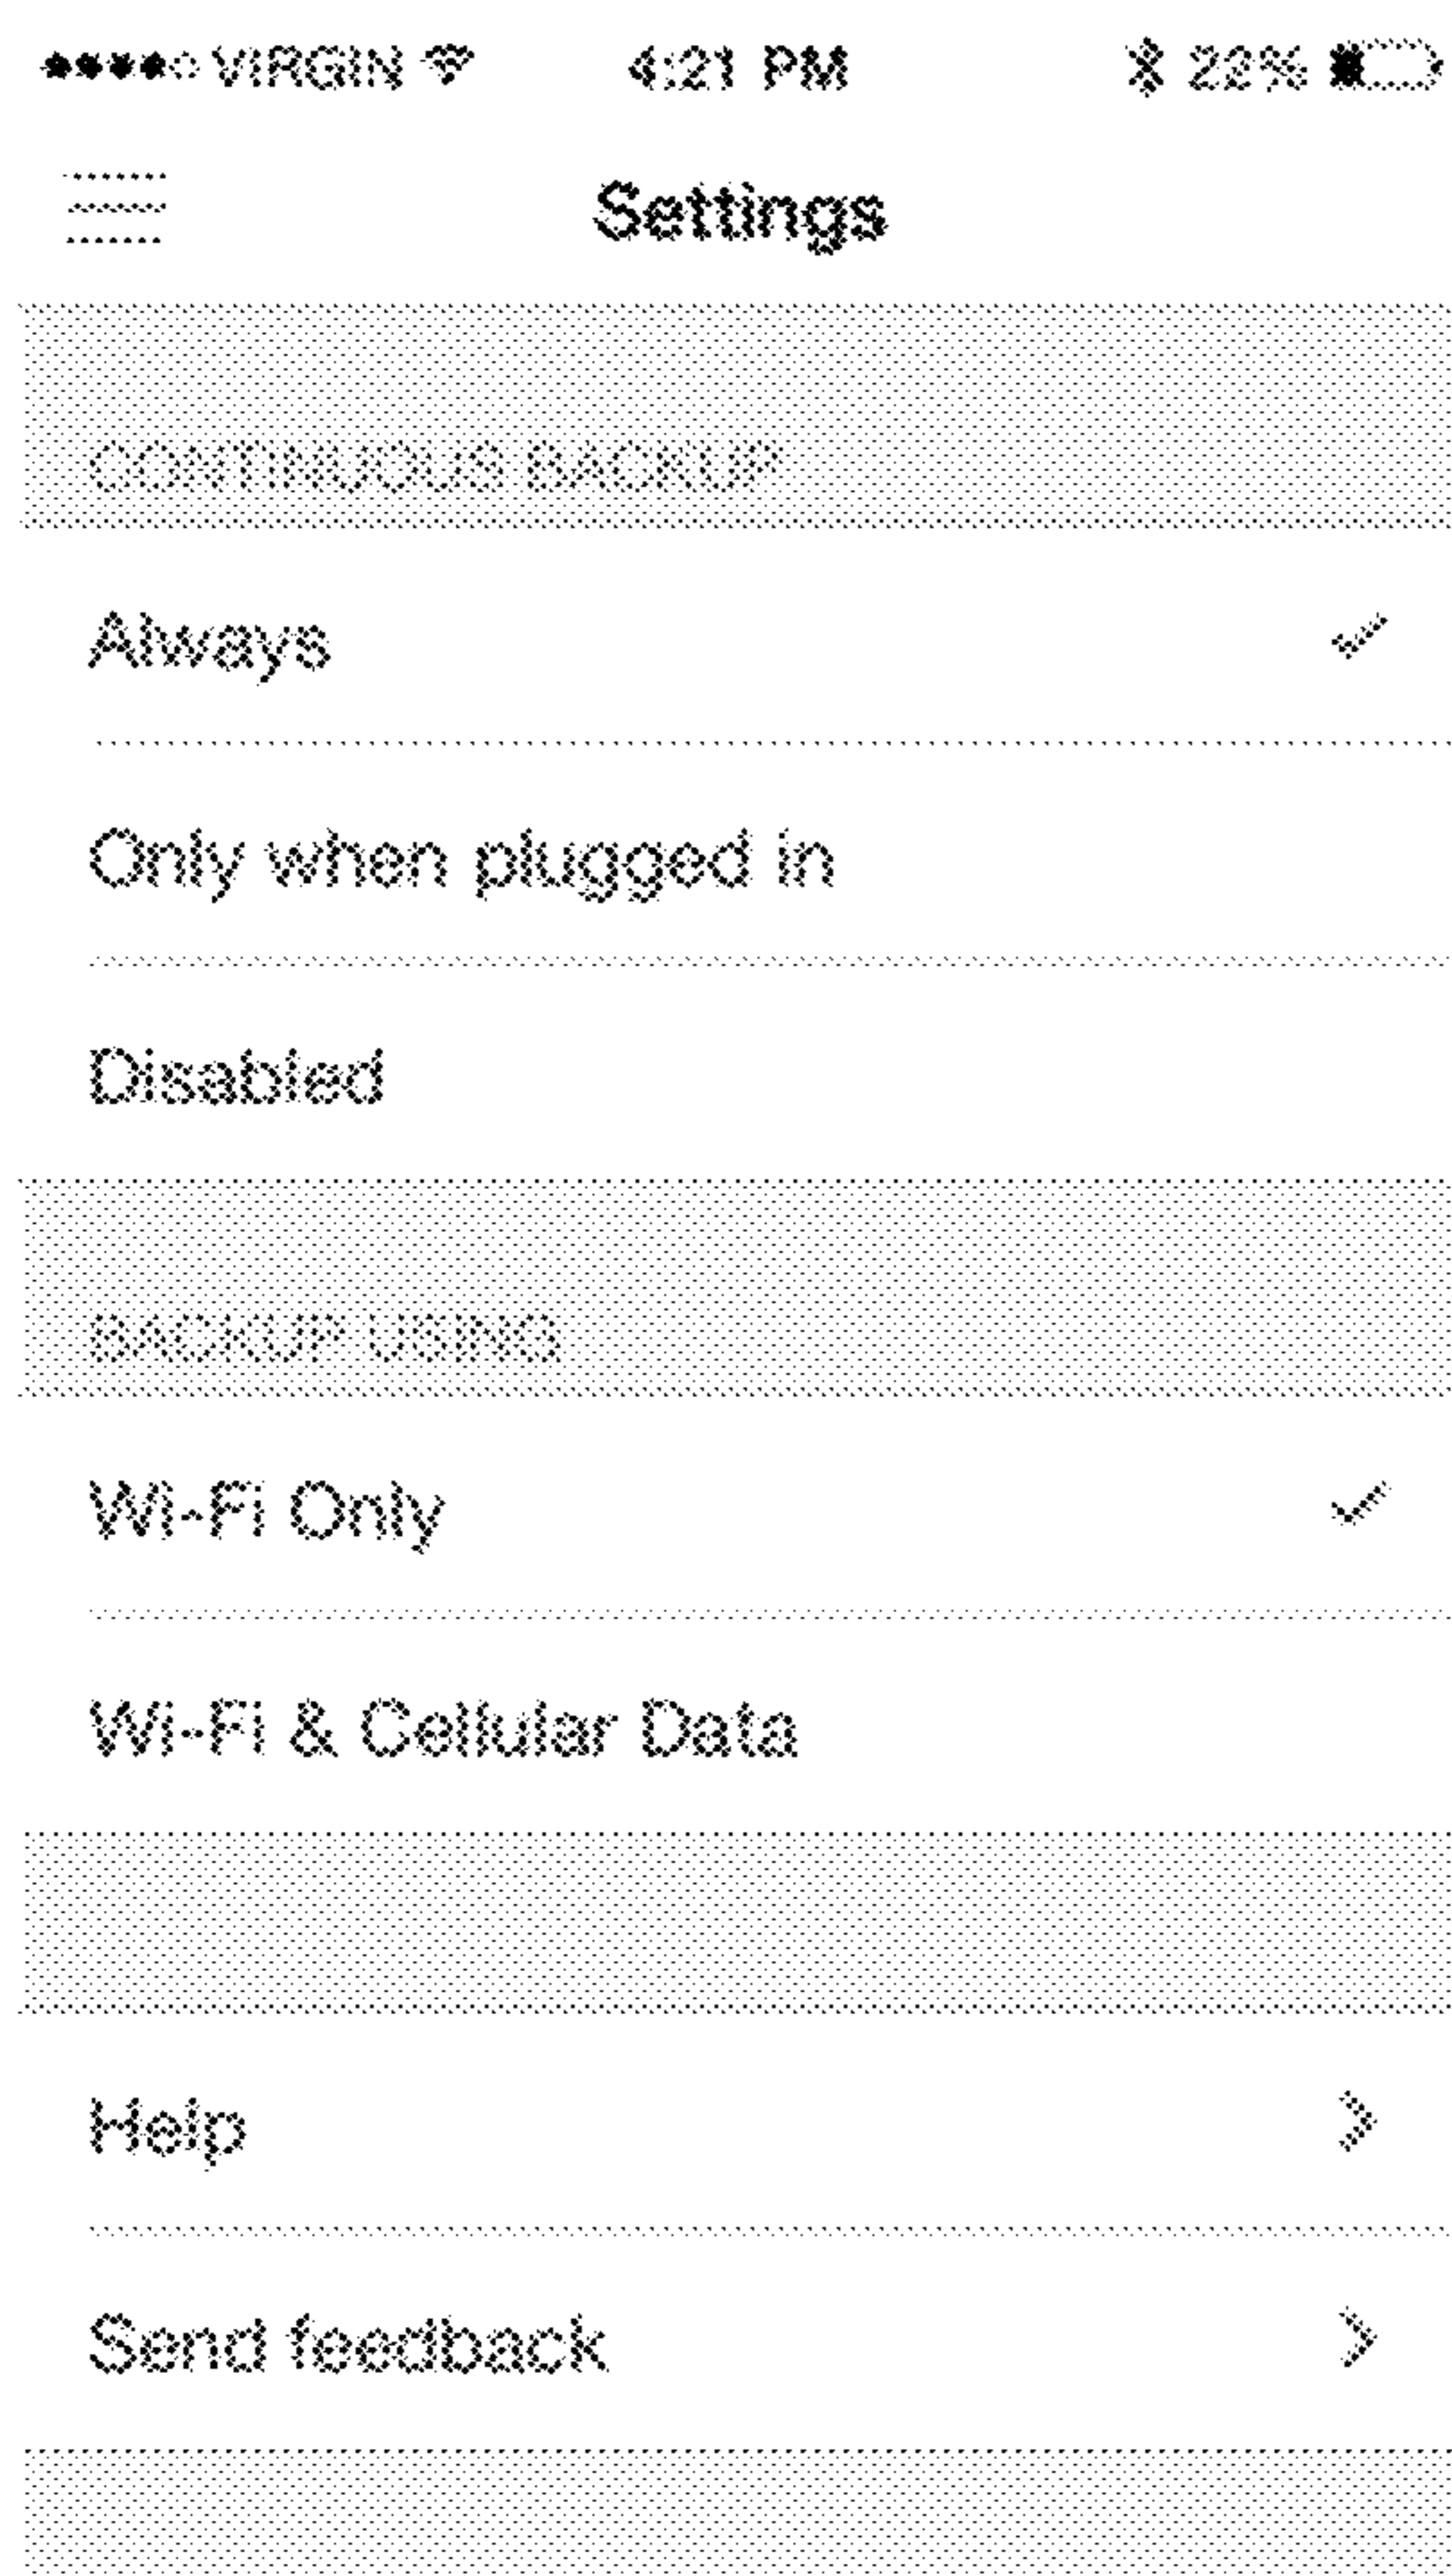 VIRGIN 4:21 PM 22%
Settings
CONTINUOUS BACKUP
Always
Only when plugged in
Disabled
BACKUP USING
Wi-Fi Only
Wi-Fi & Cellular Data
Help
Send feedback